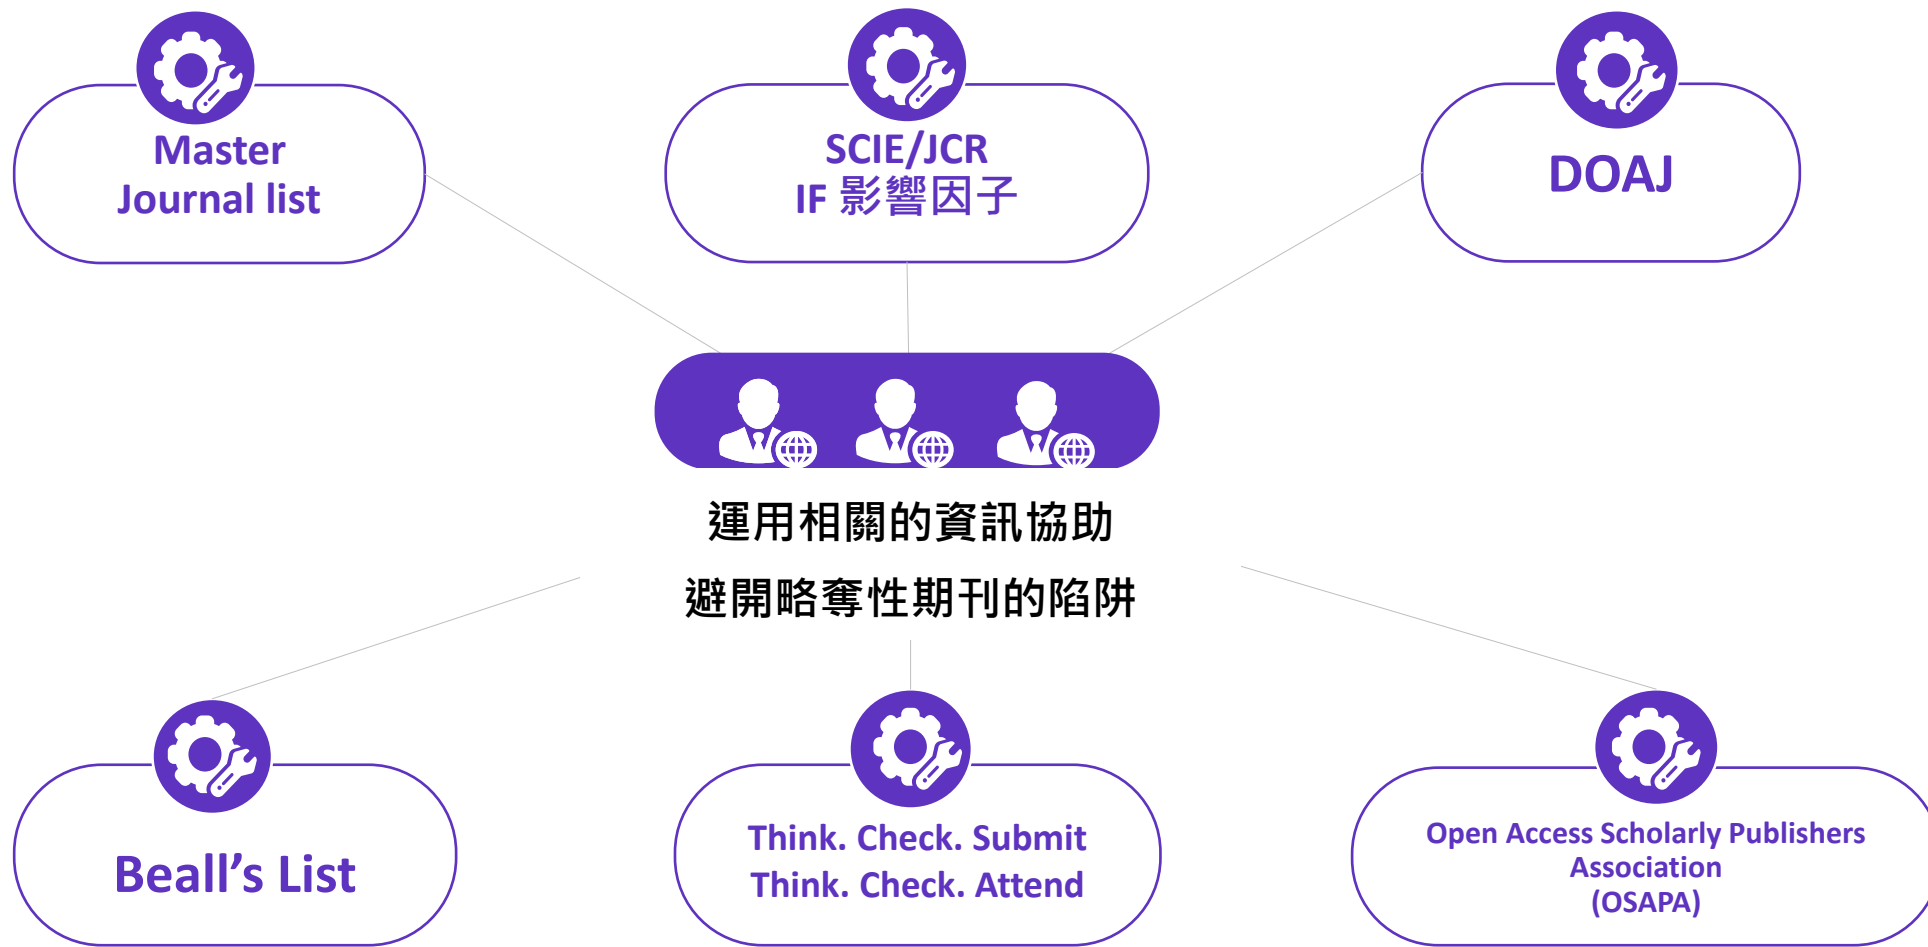 Master
Journal list
SCIE/JCR
IF 影響因子
DOAJ
運用相關的資訊協助
避開略奪性期刊的陷阱
Beall’s List
Think. Check. Submit
Think. Check. Attend
Open Access Scholarly Publishers
Association
(OSAPA)